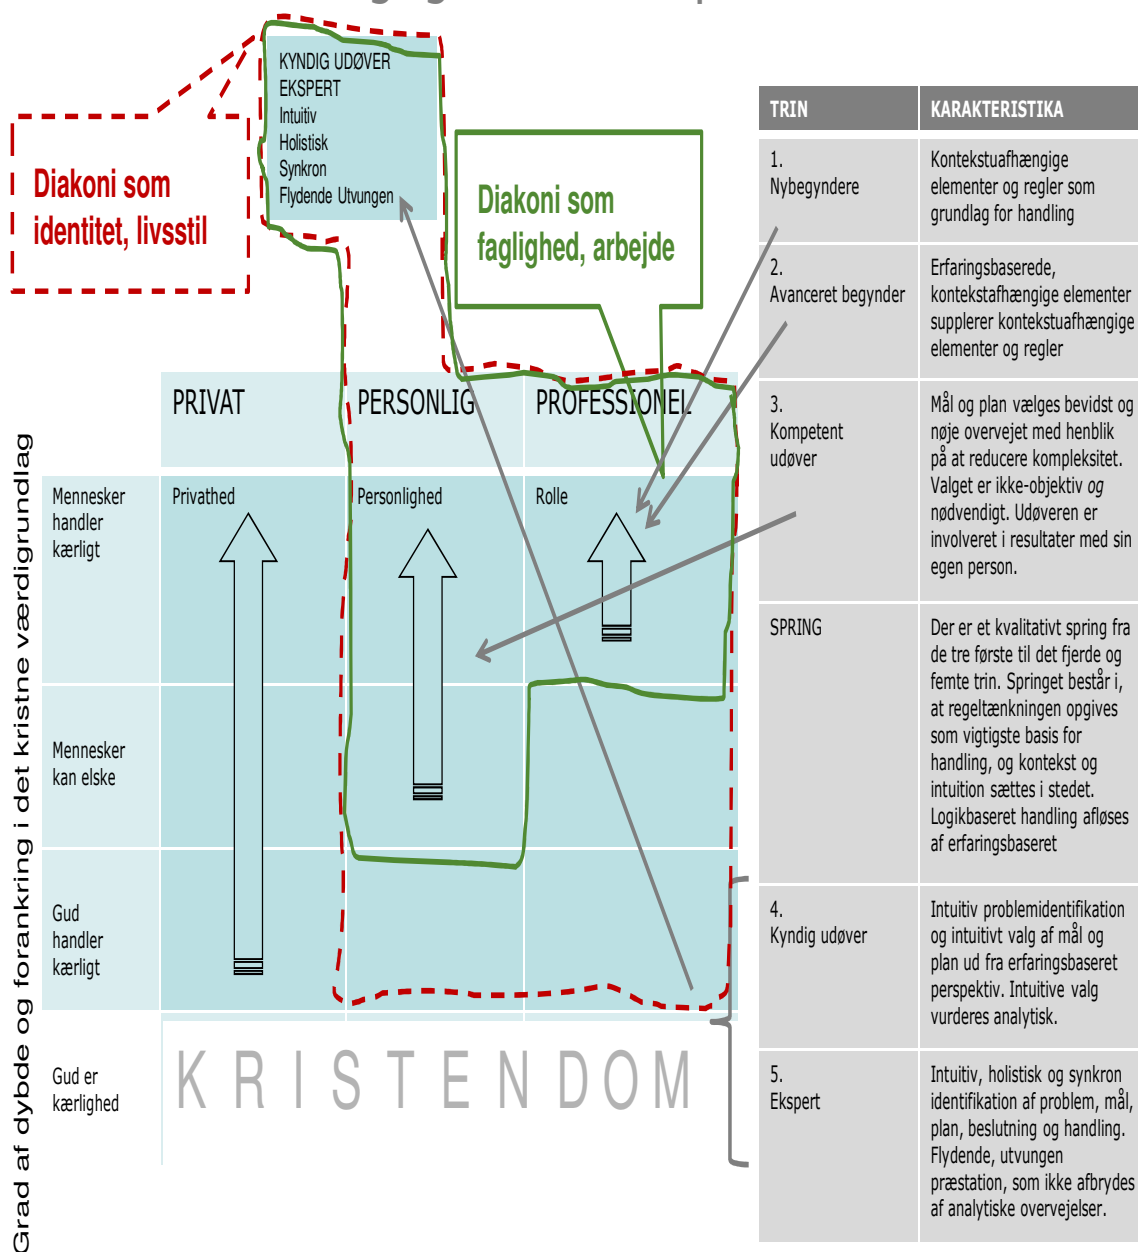 KYNDIG UDØVER
EKSPERT
Intuitiv
Holistisk
Synkron
Flydende Utvungen
Diakoni som
identitet, livsstil
Diakoni som
faglighed, arbejde
PRIVAT
PERSONLIG
PROFESSIONEL
Grad af dybde og forankring i det kristne værdigrundlag
Mennesker
handler
kærligt
Privathed
Personlighed
Rolle
Mennesker
kan elske
Gud
handler
kærligt
Gud er
kærlighed
KRISTENDOM
TRIN
KARAKTERISTIKA
1.
Nybegyndere
Kontekstuafhængige
elementer og regler som
grundlag for handling
2.
Avanceret begynder
Erfaringsbaserede,
kontekstafhængige elementer
supplerer kontekstuafhængige
elementer og regler
3.
Kompetent
udøver
Mål og plan vælges bevidst og
nøje overvejet med henblik
på at reducere kompleksitet.
Valget er ikke-objektiv og
nødvendigt. Udøveren er
involveret i resultater med sin
egen person.
SPRING
Der er et kvalitativt spring fra
de tre første til det fjerde og
femte trin. Springet består i,
at regeltænkningen opgives
som vigtigste basis for
handling, og kontekst og
intuition sættes i stedet.
Logikbaseret handling afløses
af erfaringsbaseret
4.
Kyndig udøver
Intuitiv problemidentifikation
og intuitivt valg af mål og
plan ud fra erfaringsbaseret
perspektiv. Intuitive valg
vurderes analytisk.
5.
Ekspert
Intuitiv, holistisk og synkron
identifikation af problem, mål,
plan, beslutning og handling.
Flydende, utvungen
præstation, som ikke afbrydes
af analytiske overvejelser.